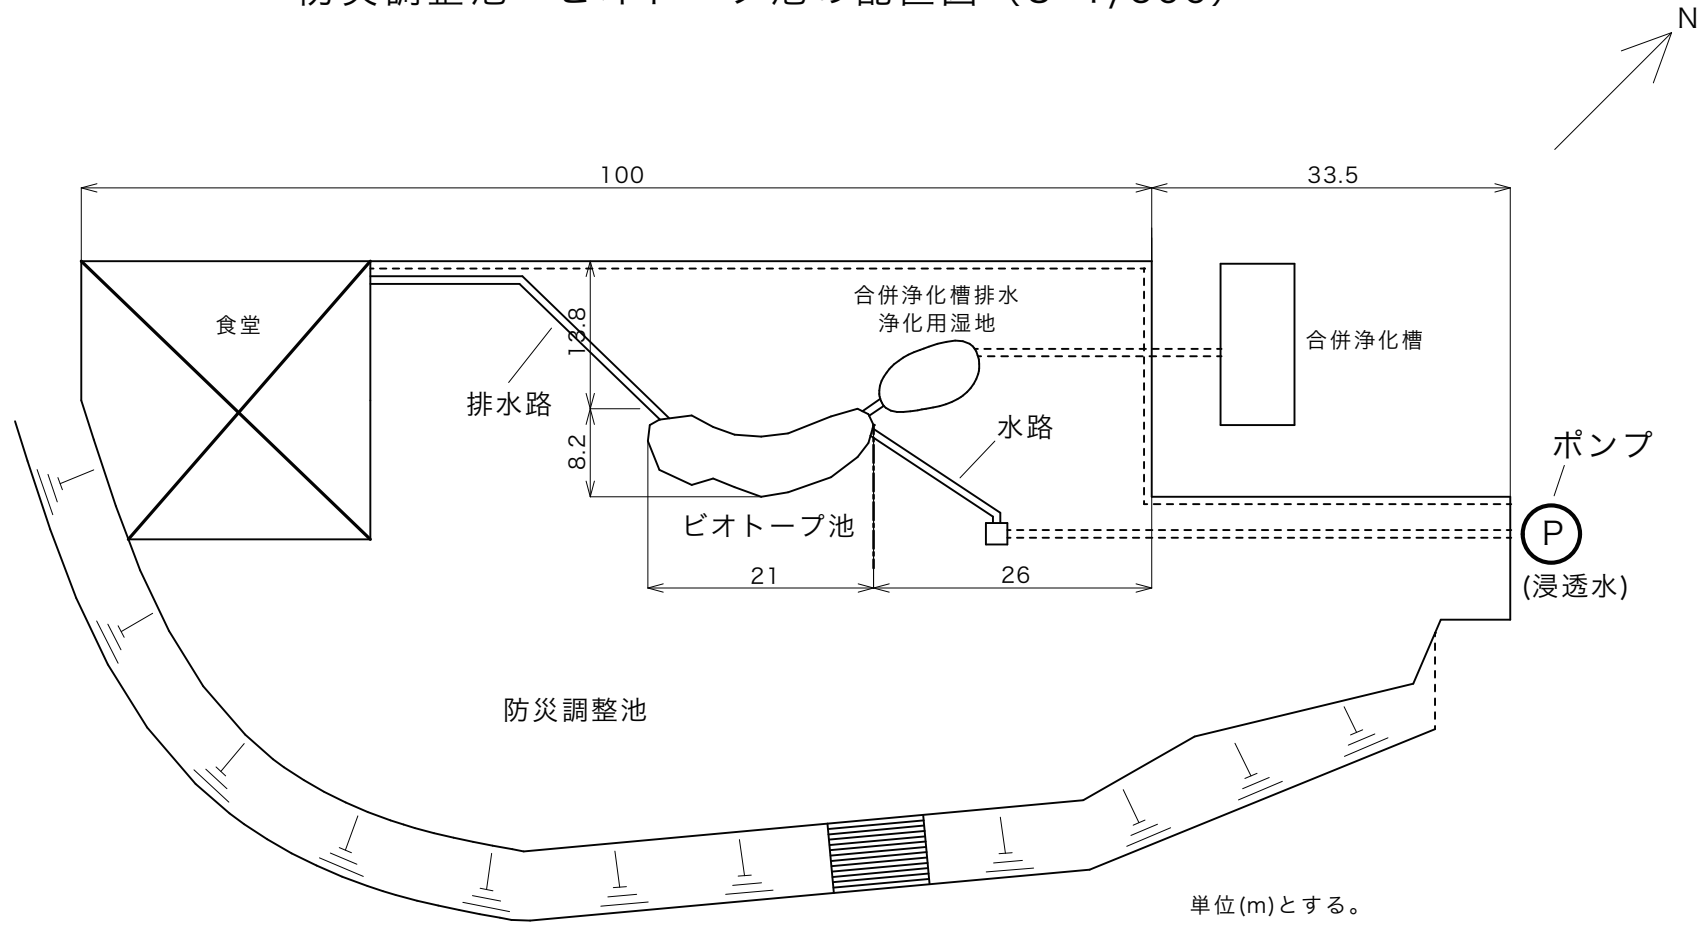 N
100
33.5
食堂
13.8
合併浄化槽排水
浄化用湿地
合併浄化槽
排水路
水路
8.2
ポンプ
ビオトープ池
P
21
26
(浸透水)
防災調整池
単位(m)とする。